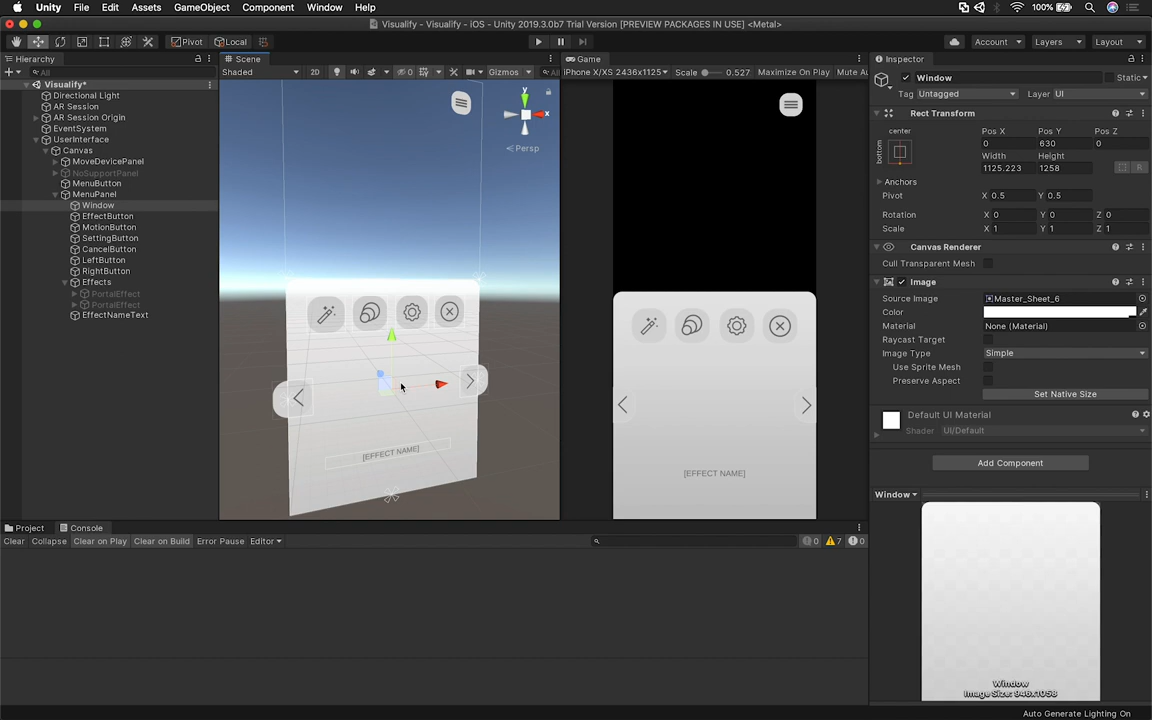 Unity File Edit Assets GameObject Component Window Help 100%
Visualify - Visualify - iOS - Unity 2019.3.0b7 Trial Version [PREVIEW PACKAGES IN USE] <Metal>
Pivot Local Account Layers Layout
Hierarchy
All
Visualify*
Directional Light
AR Session
AR Session Origin
EventSystem
UserInterface
Canvas
MoveDevicePanel
NoSupportPanel
MenuButton
MenuPanel
Window
EffectButton
MotionButton
SettingButton
CancelButton
LeftButton
RightButton
Effects
PortalEffect
PortalEffect
EffectNameText
Scene
Shaded 2D 0 Gizmos All
y
x
Persp
[EFFECT NAME]
Game
iPhone X/XS 2436x1125 Scale 0.527 Maximize On Play Mute Au
[EFFECT NAME]
Inspector
Window Static
Tag Untagged Layer UI
Rect Transform
center Pos X Pos Y Pos Z
bottom 0 630 0
Width Height
1125.223 1258 R
Anchors
Pivot X 0.5 Y 0.5
Rotation X 0 Y 0 Z 0
Scale X 1 Y 1 Z 1
Canvas Renderer
Cull Transparent Mesh
Image
Source Image Master_Sheet_6
Color
Material None (Material)
Raycast Target
Image Type Simple
Use Sprite Mesh
Preserve Aspect
Set Native Size
Default UI Material
Shader UI/Default
Add Component
Window
Window
Image Size: 946x1058
Project Console
Clear Collapse Clear on Play Clear on Build Error Pause Editor 0 7 0
Auto Generate Lighting On